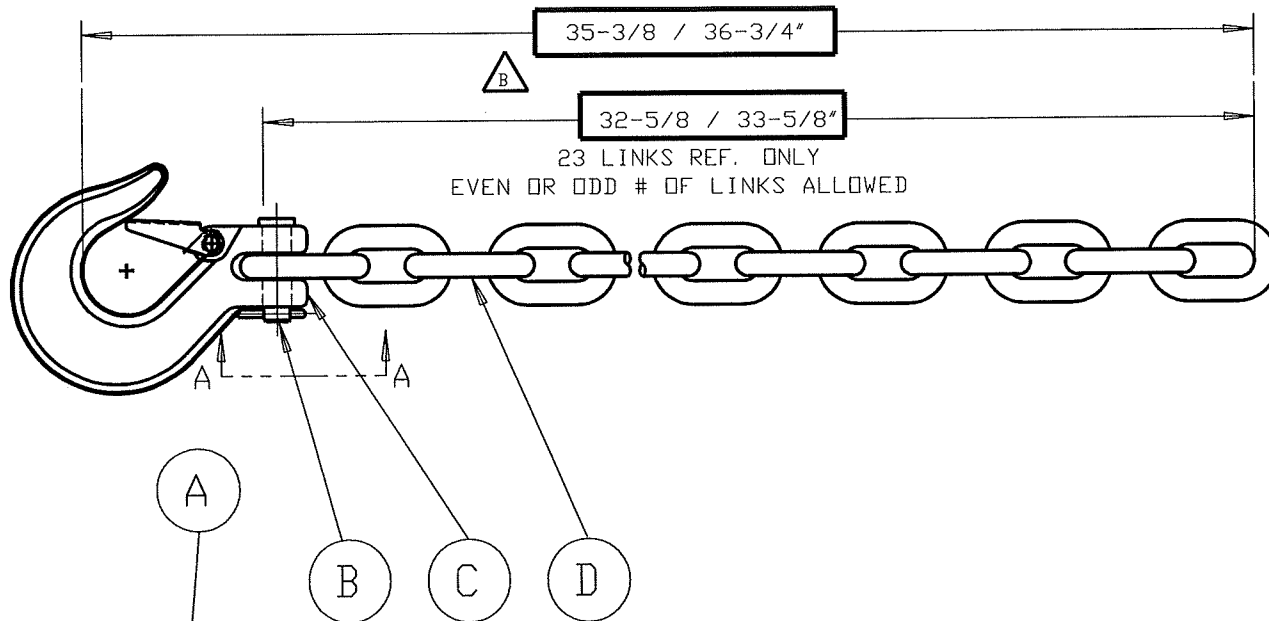 35-3/8 / 36-3/4"
B
32-5/8 / 33-5/8"
23 LINKS REF. ONLY
EVEN OR ODD # OF LINKS ALLOWED
A A
A
B C D